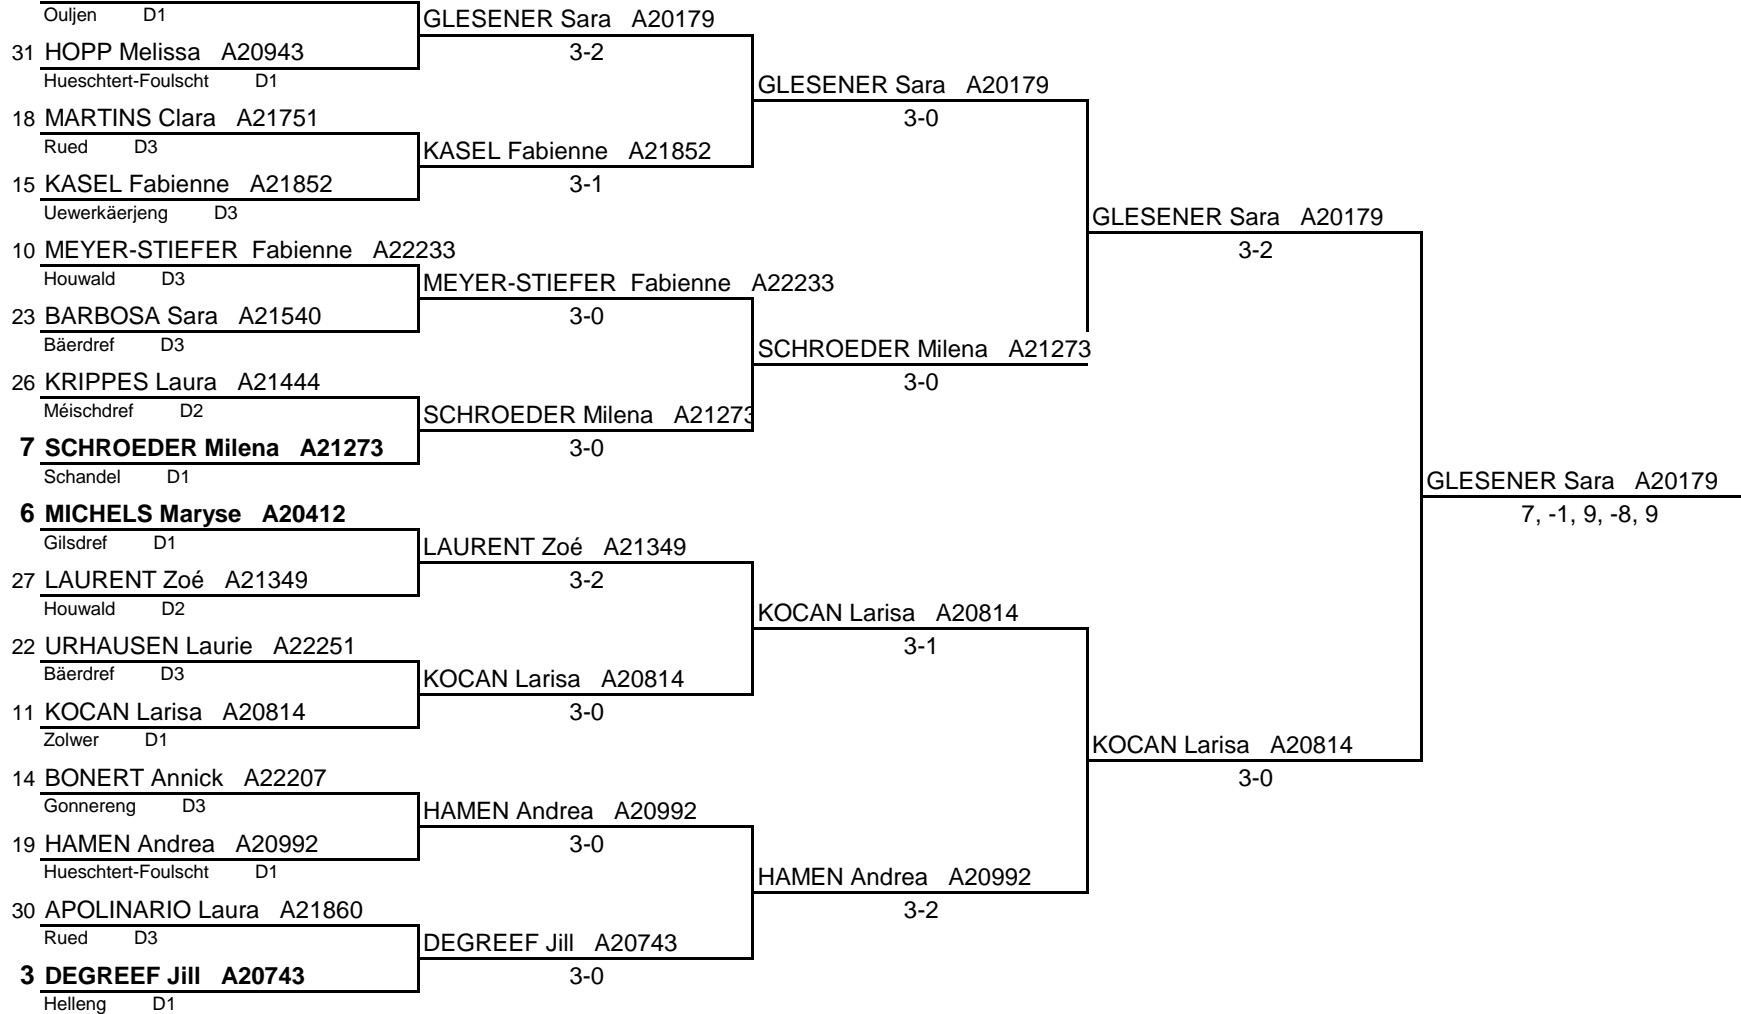 Ouljen D1
GLESENER Sara A20179
31 HOPP Melissa A20943
3-2
Hueschtert-Foulscht D1
GLESENER Sara A20179
18 MARTINS Clara A21751
3-0
Rued D3
KASEL Fabienne A21852
15 KASEL Fabienne A21852
3-1
Uewerkäerjeng D3
GLESENER Sara A20179
10 MEYER-STIEFER Fabienne A22233
3-2
Houwald D3
MEYER-STIEFER Fabienne A22233
23 BARBOSA Sara A21540
3-0
Bäerdref D3
SCHROEDER Milena A21273
26 KRIPPES Laura A21444
3-0
Méischdref D2
SCHROEDER Milena A21273
7 SCHROEDER Milena A21273
3-0
Schandel D1
GLESENER Sara A20179
6 MICHELS Maryse A20412
7, -1, 9, -8, 9
Gilsdref D1
LAURENT Zoé A21349
27 LAURENT Zoé A21349
3-2
Houwald D2
KOCAN Larisa A20814
22 URHAUSEN Laurie A22251
3-1
Bäerdref D3
KOCAN Larisa A20814
11 KOCAN Larisa A20814
3-0
Zolwer D1
KOCAN Larisa A20814
14 BONERT Annick A22207
3-0
Gonnereng D3
HAMEN Andrea A20992
19 HAMEN Andrea A20992
3-0
Hueschtert-Foulscht D1
HAMEN Andrea A20992
30 APOLINARIO Laura A21860
3-2
Rued D3
DEGREEF Jill A20743
3 DEGREEF Jill A20743
3-0
Helleng D1